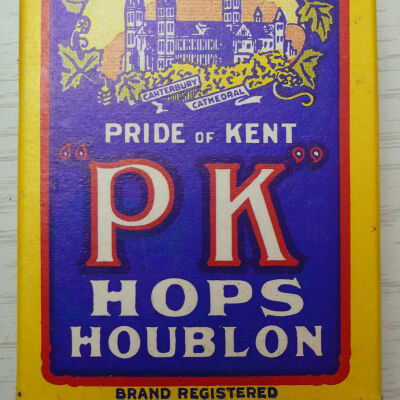 CANTERBURY
CATHEDRAL
PRIDE OF KENT
"PK"
HOPS
HOUBLON
BRAND REGISTERED